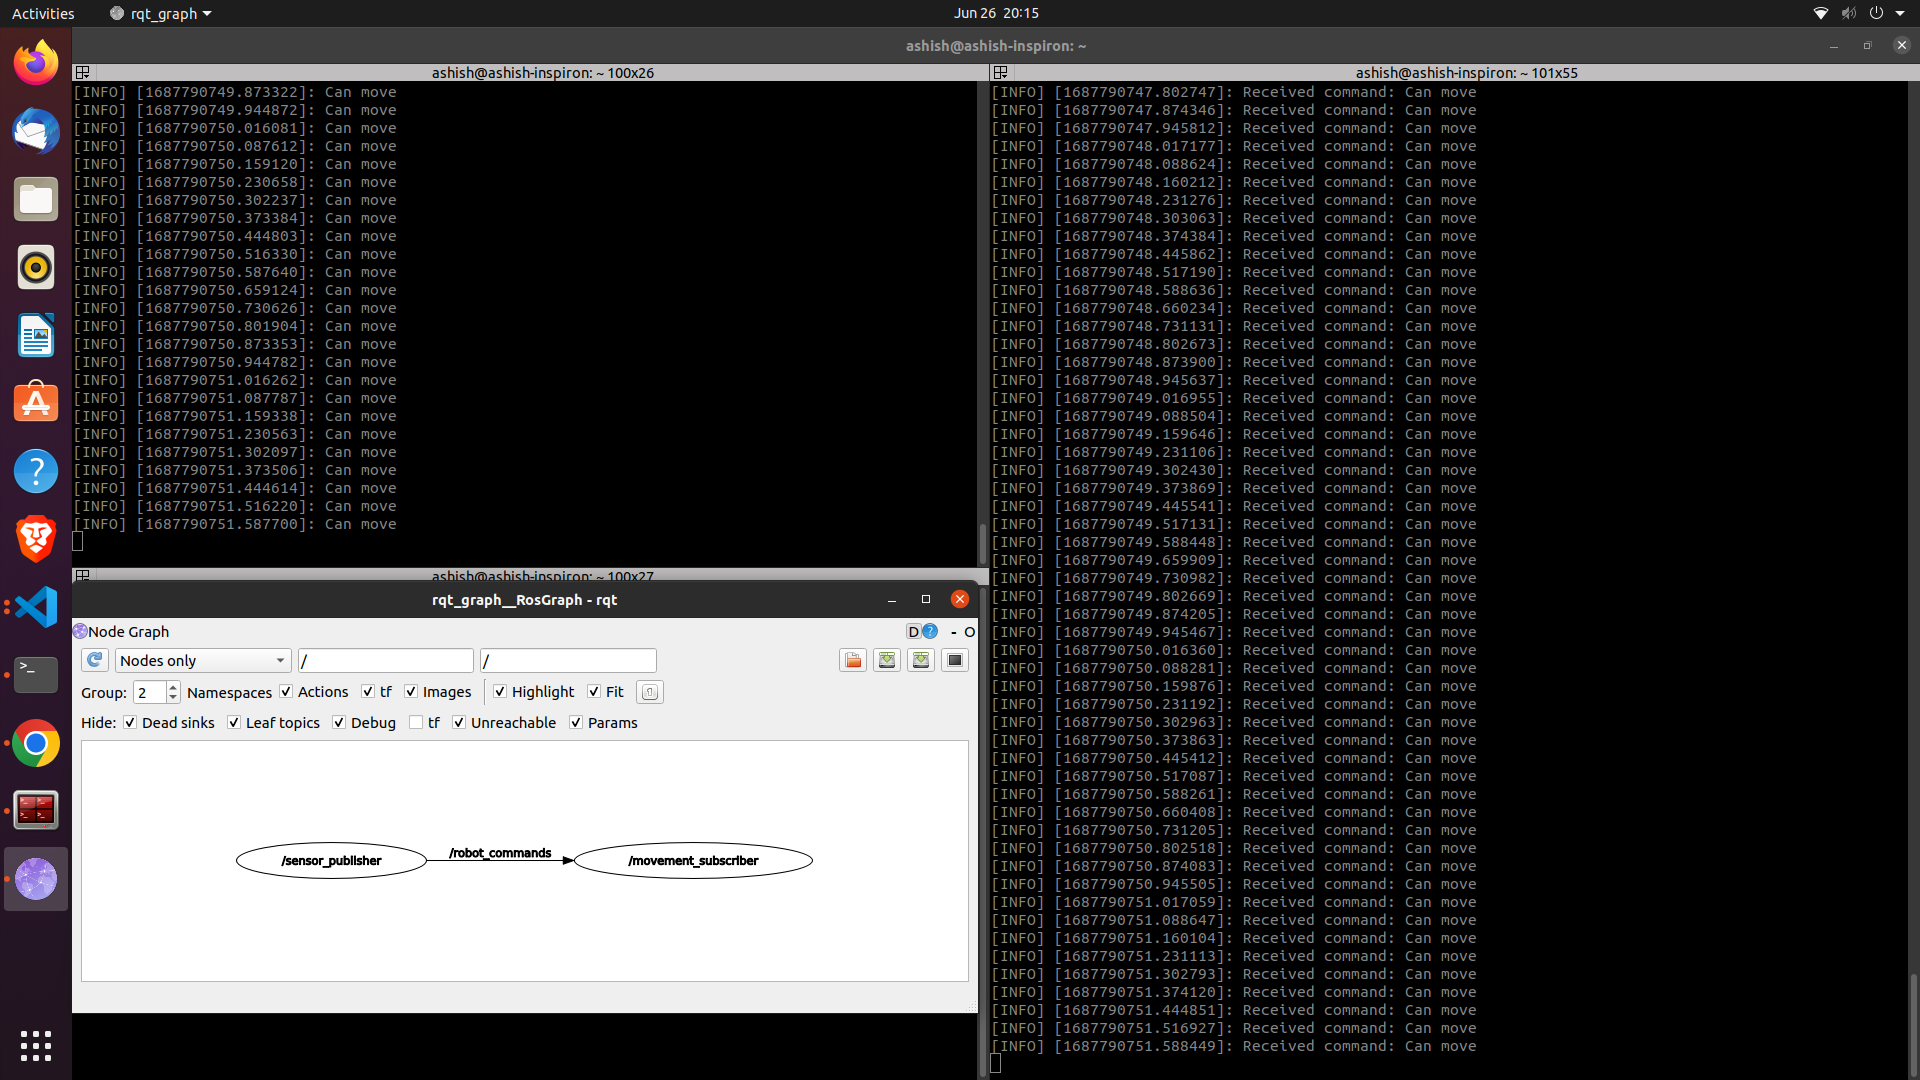 Activities
rqt_graph
Jun 26 20:15
ashish@ashish-inspiron: ~
ashish@ashish-inspiron: ~ 100x26
[INFO] [1687790749.873322]: Can move
[INFO] [1687790749.944872]: Can move
[INFO] [1687790750.016081]: Can move
[INFO] [1687790750.087612]: Can move
[INFO] [1687790750.159120]: Can move
[INFO] [1687790750.230658]: Can move
[INFO] [1687790750.302237]: Can move
[INFO] [1687790750.373384]: Can move
[INFO] [1687790750.444803]: Can move
[INFO] [1687790750.516330]: Can move
[INFO] [1687790750.587640]: Can move
[INFO] [1687790750.659124]: Can move
[INFO] [1687790750.730626]: Can move
[INFO] [1687790750.801904]: Can move
[INFO] [1687790750.873353]: Can move
[INFO] [1687790750.944782]: Can move
[INFO] [1687790751.016262]: Can move
[INFO] [1687790751.087787]: Can move
[INFO] [1687790751.159338]: Can move
[INFO] [1687790751.230563]: Can move
[INFO] [1687790751.302097]: Can move
[INFO] [1687790751.373506]: Can move
[INFO] [1687790751.444614]: Can move
[INFO] [1687790751.516220]: Can move
[INFO] [1687790751.587700]: Can move
ashish@ashish-inspiron: ~ 100x27
rqt_graph__RosGraph - rqt
Node Graph
D ? - O
Nodes only / /
Group: 2 Namespaces Actions tf Images Highlight Fit
Hide: Dead sinks Leaf topics Debug tf Unreachable Params
/sensor_publisher /robot_commands /movement_subscriber
ashish@ashish-inspiron: ~ 101x55
[INFO] [1687790747.802747]: Received command: Can move
[INFO] [1687790747.874346]: Received command: Can move
[INFO] [1687790747.945812]: Received command: Can move
[INFO] [1687790748.017177]: Received command: Can move
[INFO] [1687790748.088624]: Received command: Can move
[INFO] [1687790748.160212]: Received command: Can move
[INFO] [1687790748.231276]: Received command: Can move
[INFO] [1687790748.303063]: Received command: Can move
[INFO] [1687790748.374384]: Received command: Can move
[INFO] [1687790748.445862]: Received command: Can move
[INFO] [1687790748.517190]: Received command: Can move
[INFO] [1687790748.588636]: Received command: Can move
[INFO] [1687790748.660234]: Received command: Can move
[INFO] [1687790748.731131]: Received command: Can move
[INFO] [1687790748.802673]: Received command: Can move
[INFO] [1687790748.873900]: Received command: Can move
[INFO] [1687790748.945637]: Received command: Can move
[INFO] [1687790749.016955]: Received command: Can move
[INFO] [1687790749.088504]: Received command: Can move
[INFO] [1687790749.159646]: Received command: Can move
[INFO] [1687790749.231106]: Received command: Can move
[INFO] [1687790749.302430]: Received command: Can move
[INFO] [1687790749.373869]: Received command: Can move
[INFO] [1687790749.445541]: Received command: Can move
[INFO] [1687790749.517131]: Received command: Can move
[INFO] [1687790749.588448]: Received command: Can move
[INFO] [1687790749.659909]: Received command: Can move
[INFO] [1687790749.730982]: Received command: Can move
[INFO] [1687790749.802669]: Received command: Can move
[INFO] [1687790749.874205]: Received command: Can move
[INFO] [1687790749.945467]: Received command: Can move
[INFO] [1687790750.016360]: Received command: Can move
[INFO] [1687790750.088281]: Received command: Can move
[INFO] [1687790750.159876]: Received command: Can move
[INFO] [1687790750.231192]: Received command: Can move
[INFO] [1687790750.302963]: Received command: Can move
[INFO] [1687790750.373863]: Received command: Can move
[INFO] [1687790750.445412]: Received command: Can move
[INFO] [1687790750.517087]: Received command: Can move
[INFO] [1687790750.588261]: Received command: Can move
[INFO] [1687790750.660408]: Received command: Can move
[INFO] [1687790750.731205]: Received command: Can move
[INFO] [1687790750.802518]: Received command: Can move
[INFO] [1687790750.874083]: Received command: Can move
[INFO] [1687790750.945505]: Received command: Can move
[INFO] [1687790751.017059]: Received command: Can move
[INFO] [1687790751.088647]: Received command: Can move
[INFO] [1687790751.160104]: Received command: Can move
[INFO] [1687790751.231113]: Received command: Can move
[INFO] [1687790751.302793]: Received command: Can move
[INFO] [1687790751.374120]: Received command: Can move
[INFO] [1687790751.444851]: Received command: Can move
[INFO] [1687790751.516927]: Received command: Can move
[INFO] [1687790751.588449]: Received command: Can move